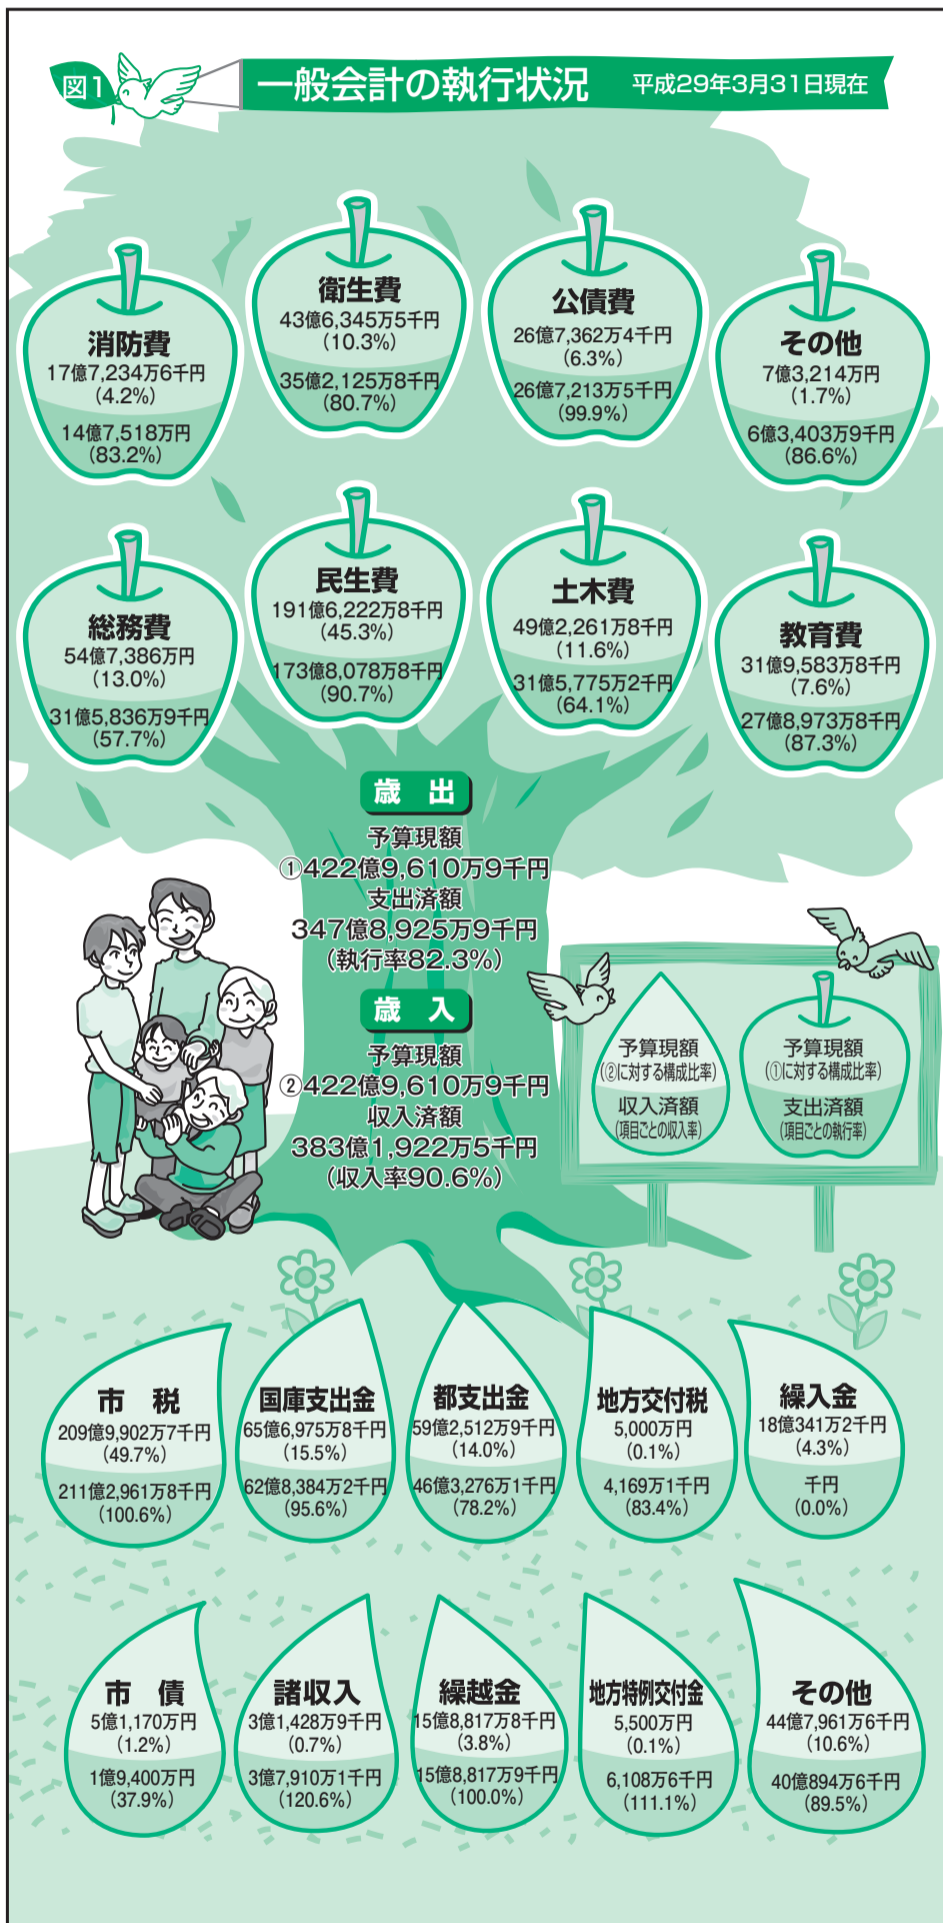 図1
一般会計の執行状況 平成29年3月31日現在
消防費
17億7,234万6千円
(4.2%)
14億7,518万円
(83.2%)
衛生費
43億6,345万5千円
(10.3%)
35億2,125万8千円
(80.7%)
公債費
26億7,362万4千円
(6.3%)
26億7,213万5千円
(99.9%)
その他
7億3,214万円
(1.7%)
6億3,403万9千円
(86.6%)
総務費
54億7,386万円
(13.0%)
31億5,836万9千円
(57.7%)
民生費
191億6,222万8千円
(45.3%)
173億8,078万8千円
(90.7%)
土木費
49億2,261万8千円
(11.6%)
31億5,775万2千円
(64.1%)
教育費
31億9,583万8千円
(7.6%)
27億8,973万8千円
(87.3%)
歳 出
予算現額
①422億9,610万9千円
支出済額
347億8,925万9千円
(執行率82.3%)
歳 入
予算現額
②422億9,610万9千円
収入済額
383億1,922万5千円
(収入率90.6%)
予算現額
(②に対する構成比率)
収入済額
(項目ごとの収入率)
予算現額
(①に対する構成比率)
支出済額
(項目ごとの執行率)
市 税
209億9,902万7千円
(49.7%)
211億2,961万8千円
(100.6%)
国庫支出金
65億6,975万8千円
(15.5%)
62億8,384万2千円
(95.6%)
都支出金
59億2,512万9千円
(14.0%)
46億3,276万1千円
(78.2%)
地方交付税
5,000万円
(0.1%)
4,169万1千円
(83.4%)
繰入金
18億341万2千円
(4.3%)
千円
(0.0%)
市 債
5億1,170万円
(1.2%)
1億9,400万円
(37.9%)
諸収入
3億1,428万9千円
(0.7%)
3億7,910万1千円
(120.6%)
繰越金
15億8,817万8千円
(3.8%)
15億8,817万9千円
(100.0%)
地方特例交付金
5,500万円
(0.1%)
6,108万6千円
(111.1%)
その他
44億7,961万6千円
(10.6%)
40億894万6千円
(89.5%)